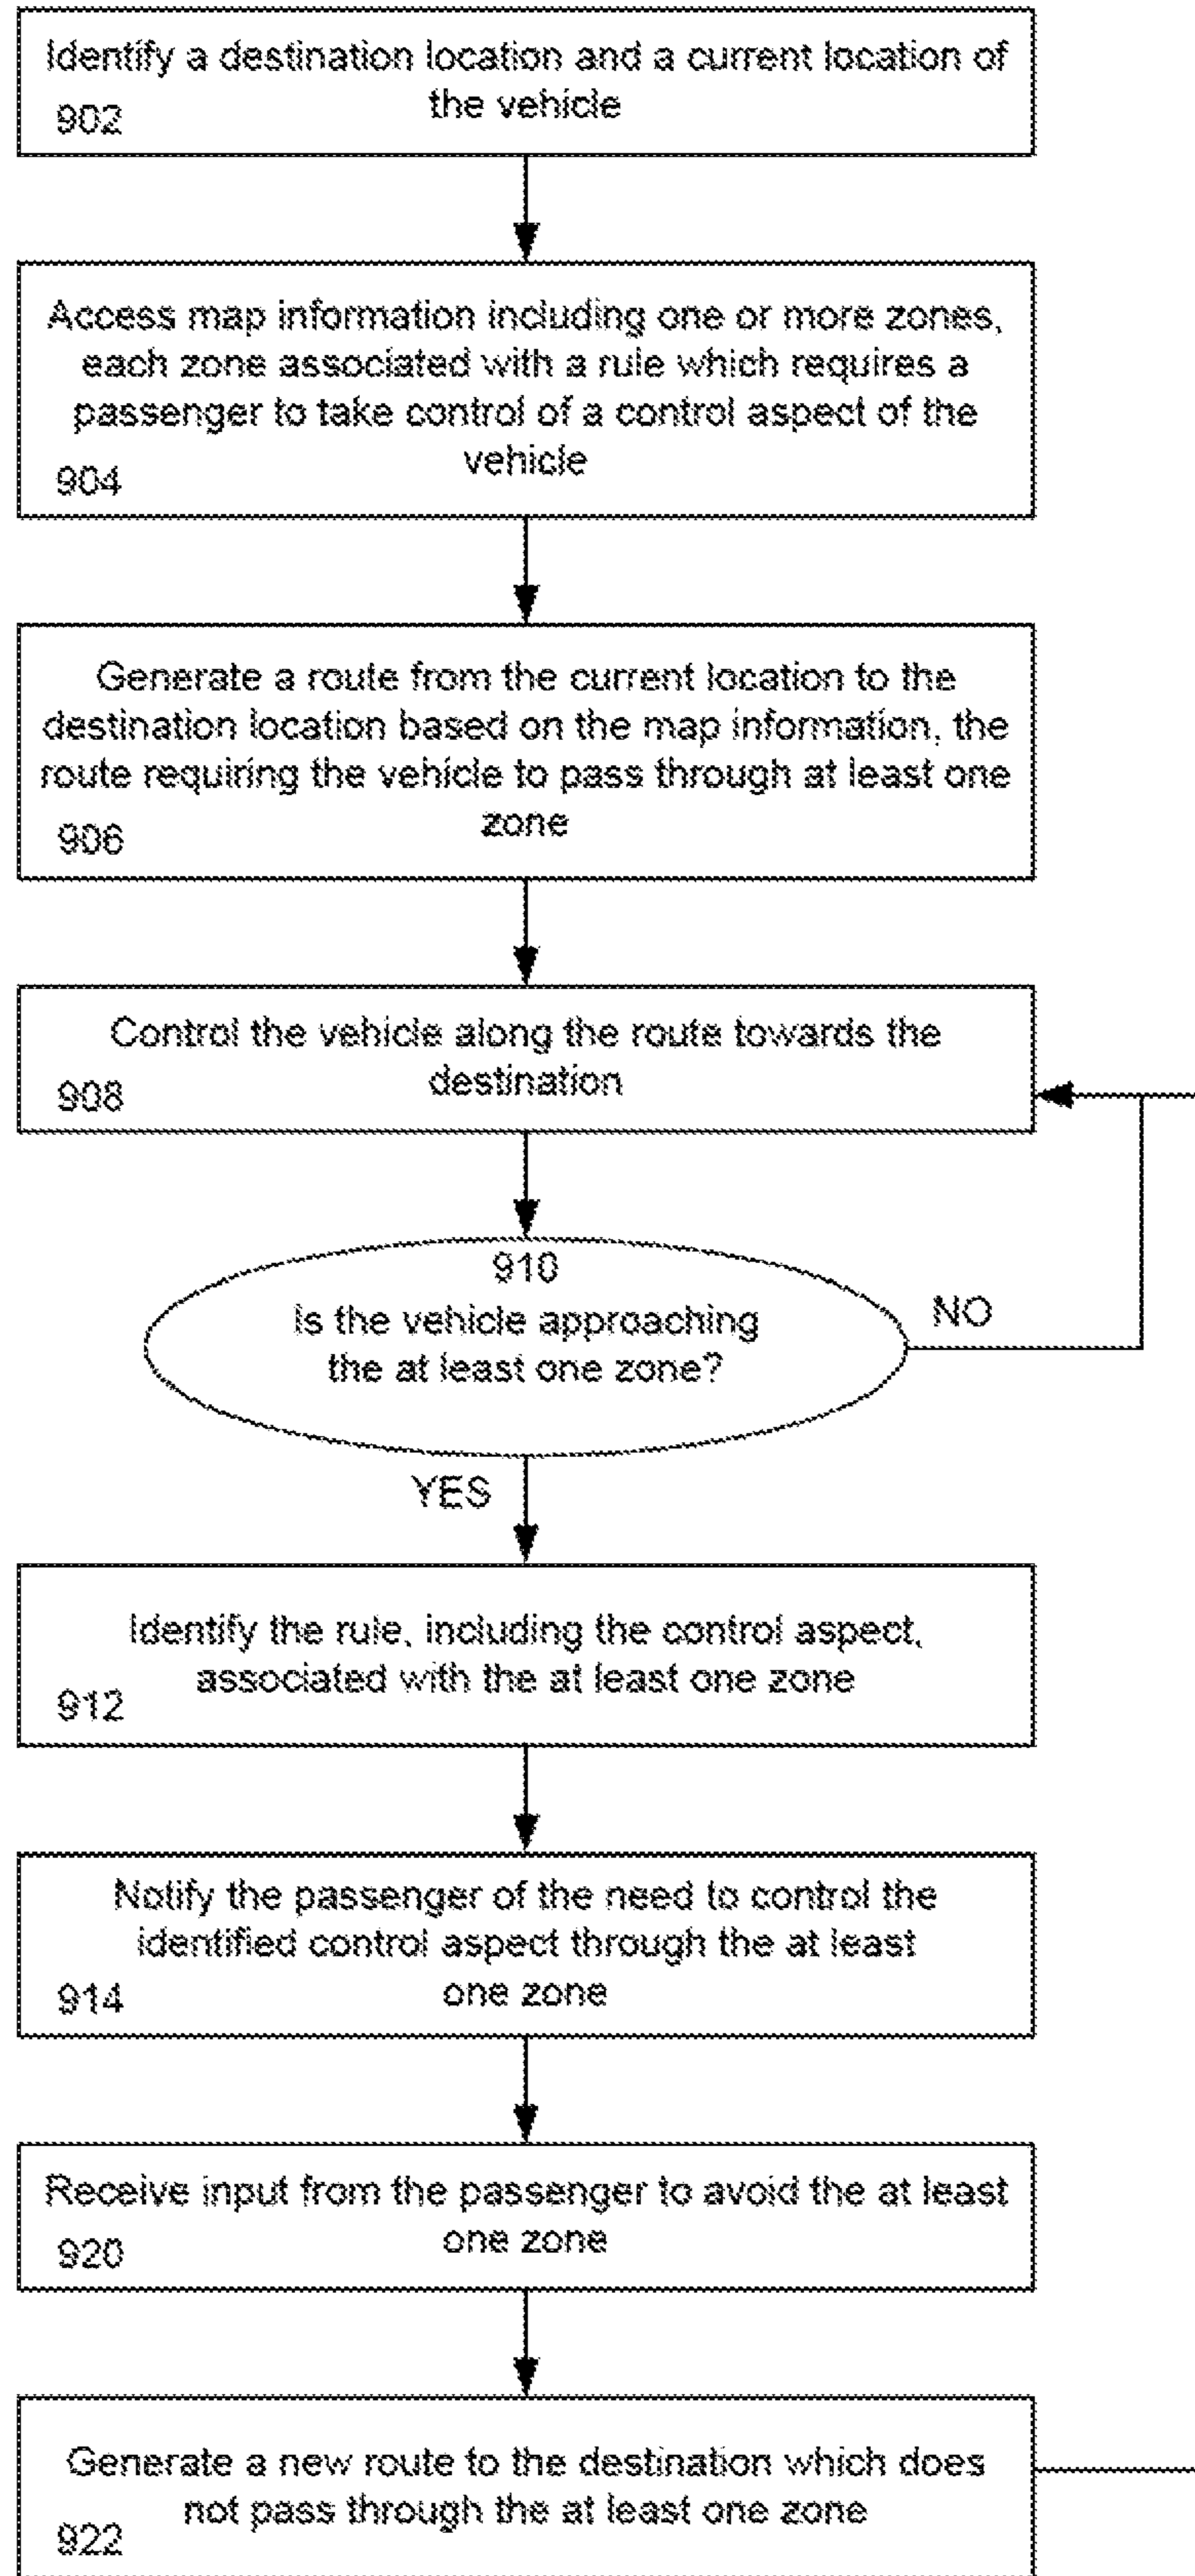 Identify a destination location and a current location of
the vehicle
902
Access map information including one or more zones,
each zone associated with a rule which requires a
passenger to take control of a control aspect of the
vehicle
904
Generate a route from the current location to the
destination location based on the map information, the
route requiring the vehicle to pass through at least one
zone
906
Control the vehicle along the route towards the
destination
908
910
Is the vehicle approaching
the at least one zone?
NO
YES
Identify the rule, including the control aspect,
associated with the at least one zone
912
Notify the passenger of the need to control the
identified control aspect through the at least
one zone
914
Receive input from the passenger to avoid the at least
one zone
920
Generate a new route to the destination which does
not pass through the at least one zone
922